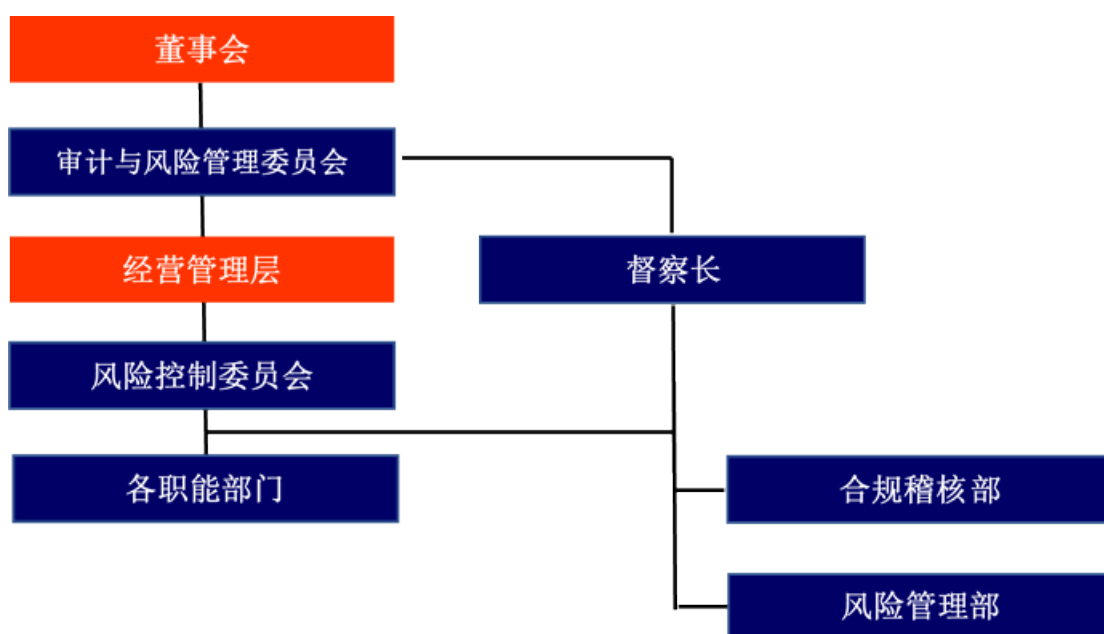 董事会
审计与风险管理委员会
经营管理层
督察长
风险控制委员会
各职能部门
合规稽核部
风险管理部